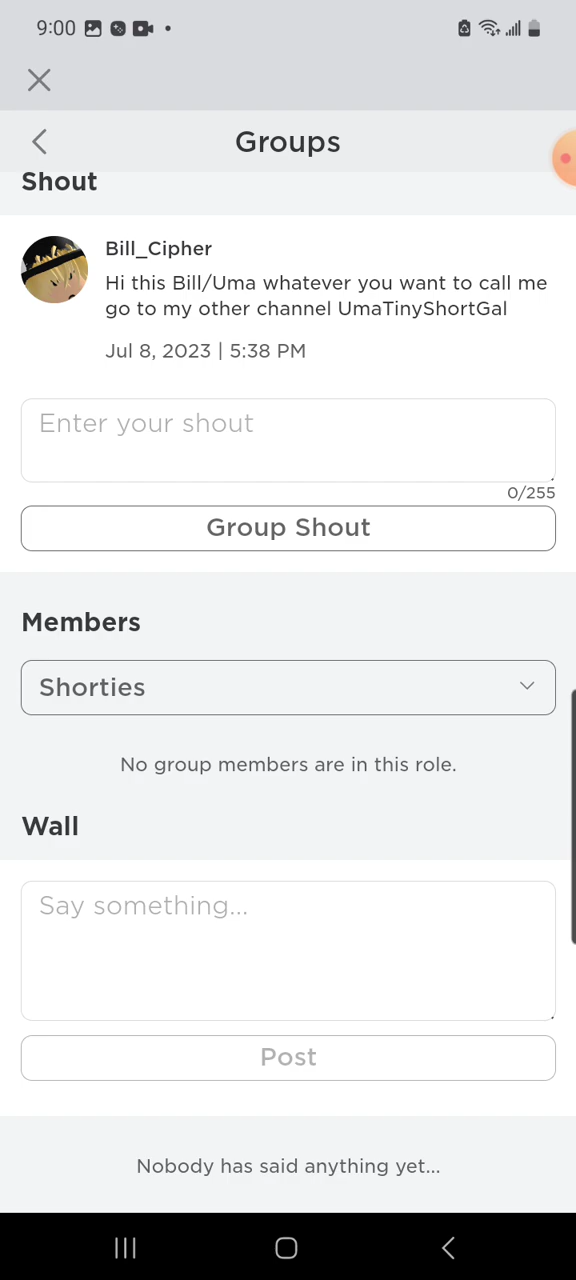 9:00
Groups
Shout
Bill_Cipher
Hi this Bill/Uma whatever you want to call me
go to my other channel UmaTinyShortGal
Jul 8, 2023 | 5:38 PM
Enter your shout
0/255
Group Shout
Members
Shorties
No group members are in this role.
Wall
Say something...
Post
Nobody has said anything yet...